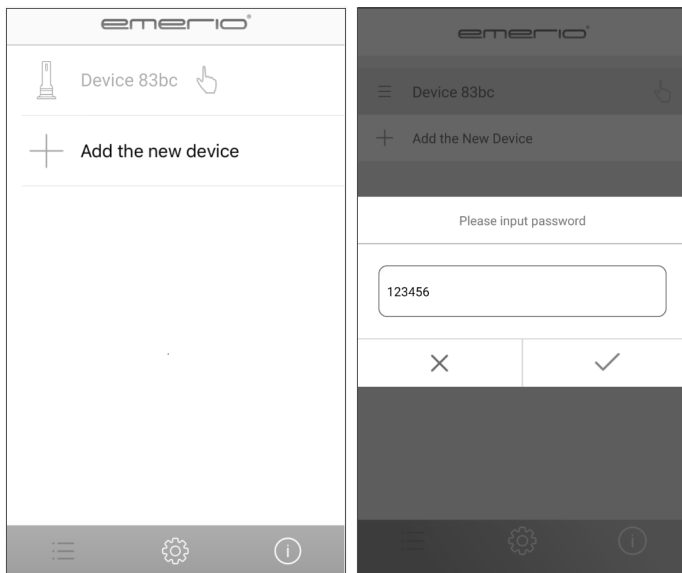 emerio®
Device 83bc
Add the new device
emerio®
Device 83bc
Add the New Device
Please input password
123456